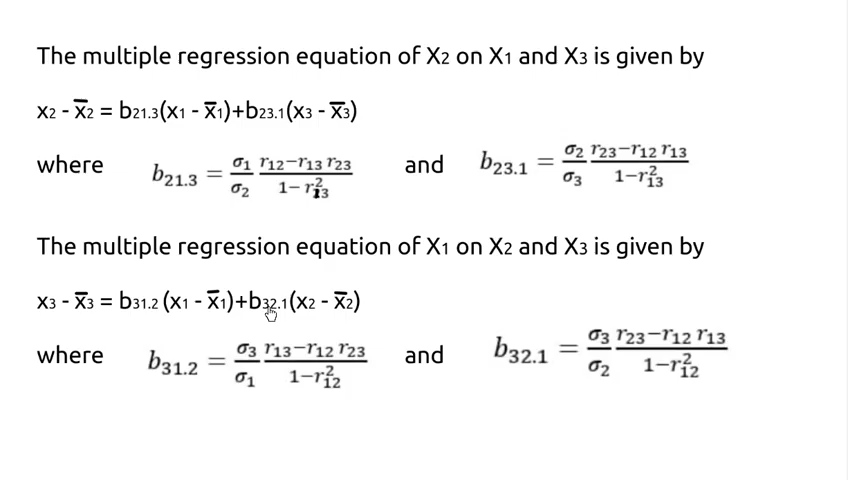 The multiple regression equation of X₂ on X₁ and X₃ is given by
x₂ - x̅₂ = b₂₁.₃(x₁ - x̅₁)+b₂₃.₁(x₃ - x̅₃)
where b₂₁.₃ = σ₁/σ₂ (r₁₂−r₁₃ r₂₃)/(1− r₁₃²) and b₂₃.₁ = σ₂/σ₃ (r₂₃−r₁₂ r₁₃)/(1−r₁₃²)
The multiple regression equation of X₁ on X₂ and X₃ is given by
x₃ - x̅₃ = b₃₁.₂ (x₁ - x̅₁)+b₃₂.₁(x₂ - x̅₂)
where b₃₁.₂ = σ₃/σ₁ (r₁₃−r₁₂ r₂₃)/(1−r₁₂²) and b₃₂.₁ = σ₃/σ₂ (r₂₃−r₁₂ r₁₃)/(1−r₁₂²)